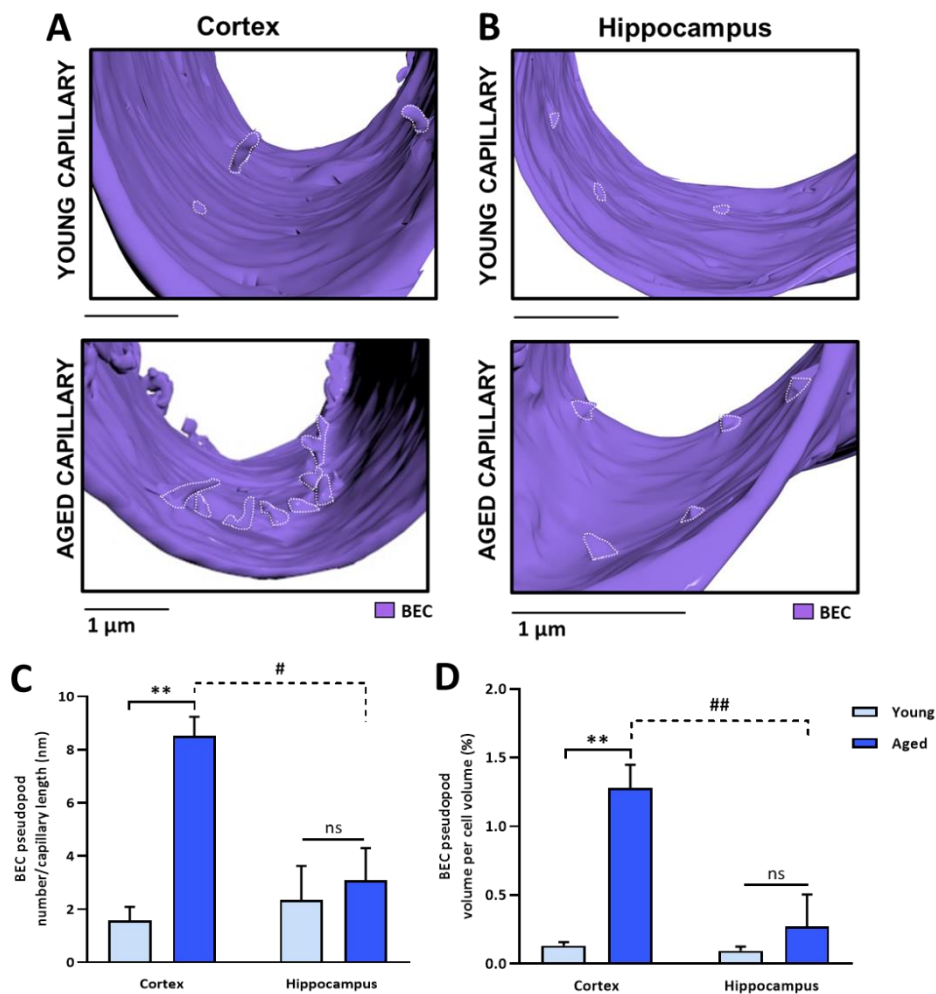 A
Cortex
B
Hippocampus
YOUNG CAPILLARY
YOUNG CAPILLARY
AGED CAPILLARY
AGED CAPILLARY
1 µm
BEC
1 µm
BEC
C
BEC pseudopod
number/capillary length (nm)
10
8
6
4
2
0
**
#
ns
Cortex
Hippocampus
D
BEC pseudopod
volume per cell volume (%)
2.0
1.5
1.0
0.5
0.0
**
##
ns
Cortex
Hippocampus
Young
Aged